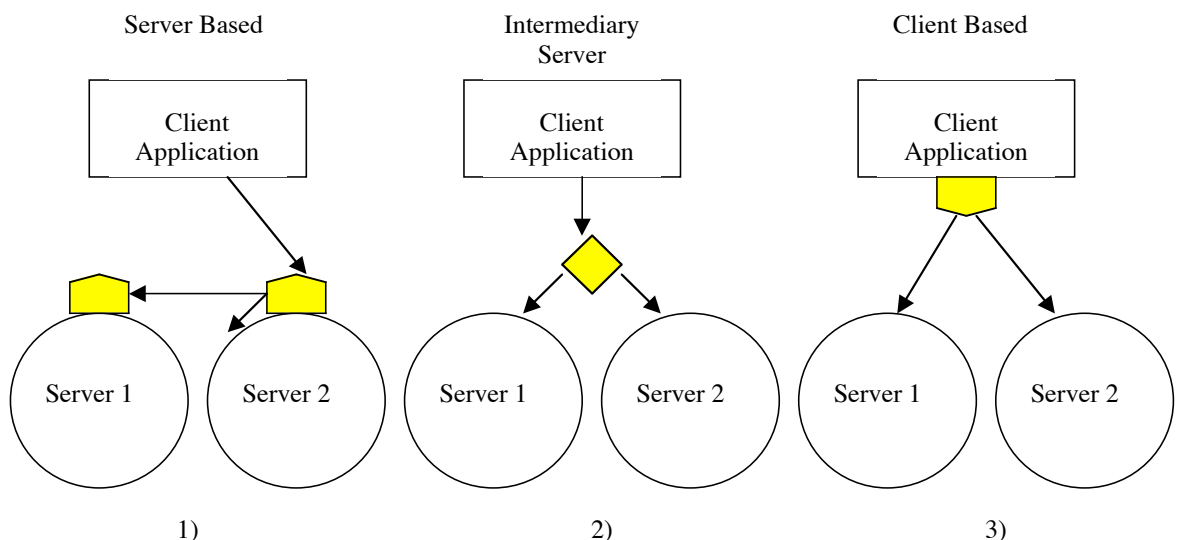 Server Based
Intermediary
Server
Client Based
Client
Application
Client
Application
Client
Application
Server 1
Server 2
Server 1
Server 2
Server 1
Server 2
1)
2)
3)